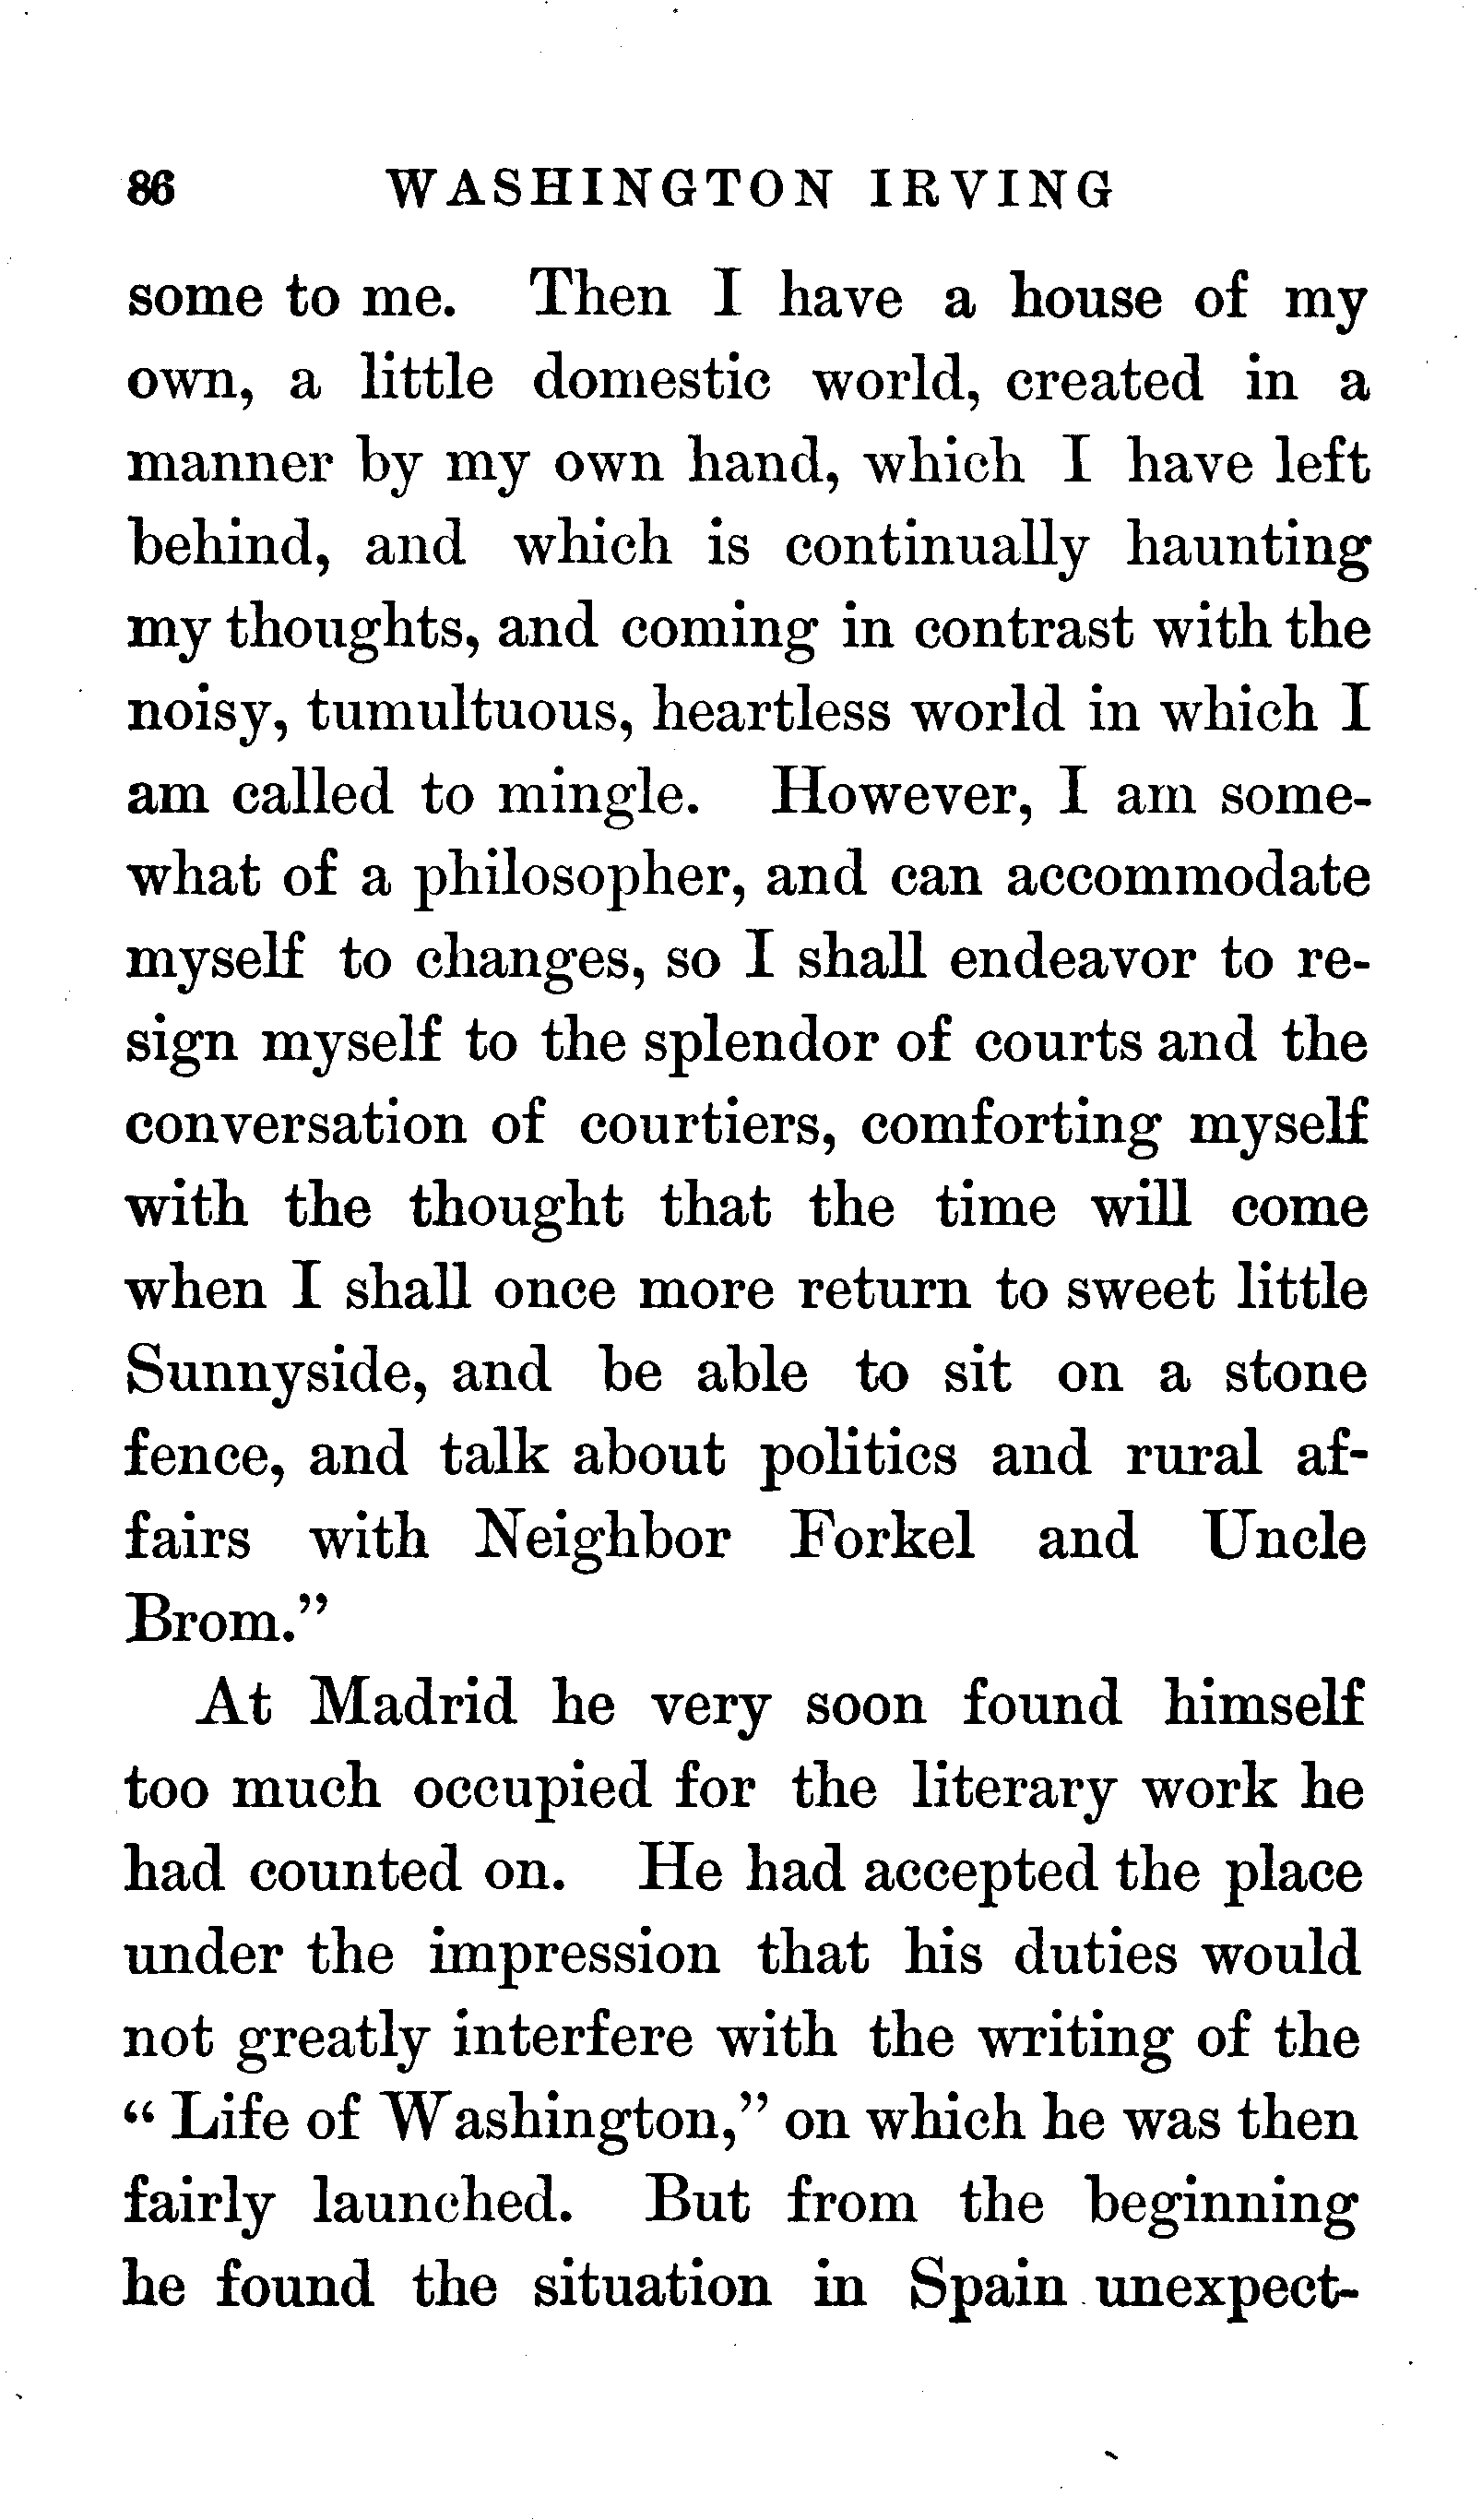 86 WASHINGTON IRVING
some to me. Then I have a house of my
own, a little domestic world, created in a
manner by my own hand, which I have left
behind, and which is continually haunting
my thoughts, and coming in contrast with the
noisy, tumultuous, heartless world in which I
am called to mingle. However, I am some-
what of a philosopher, and can accommodate
myself to changes, so I shall endeavor to re-
sign myself to the splendor of courts and the
conversation of courtiers, comforting myself
with the thought that the time will come
when I shall once more return to sweet little
Sunnyside, and be able to sit on a stone
fence, and talk about politics and rural af-
fairs with Neighbor Forkel and Uncle
Brom."
At Madrid he very soon found himself
too much occupied for the literary work he
had counted on. He had accepted the place
under the impression that his duties would
not greatly interfere with the writing of the
“ Life of Washington,” on which he was then
fairly launched. But from the beginning
he found the situation in Spain unexpect-